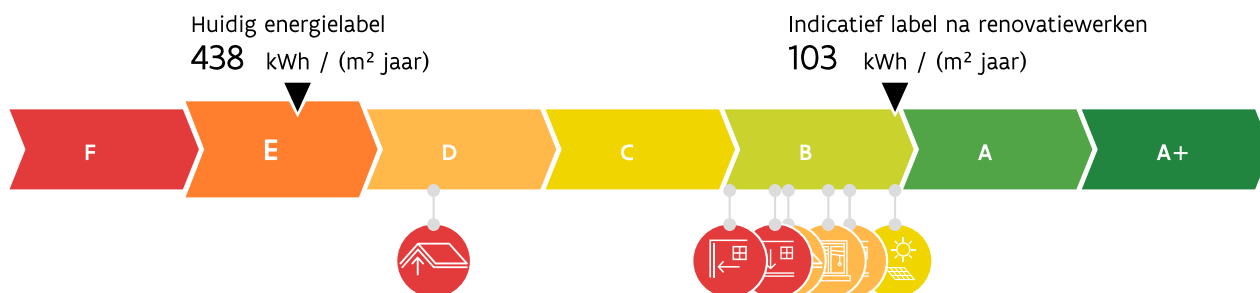 Huidig energielabel
438 kWh / (m² jaar)
Indicatief label na renovatiewerken
103 kWh / (m² jaar)
F E D C B A A+